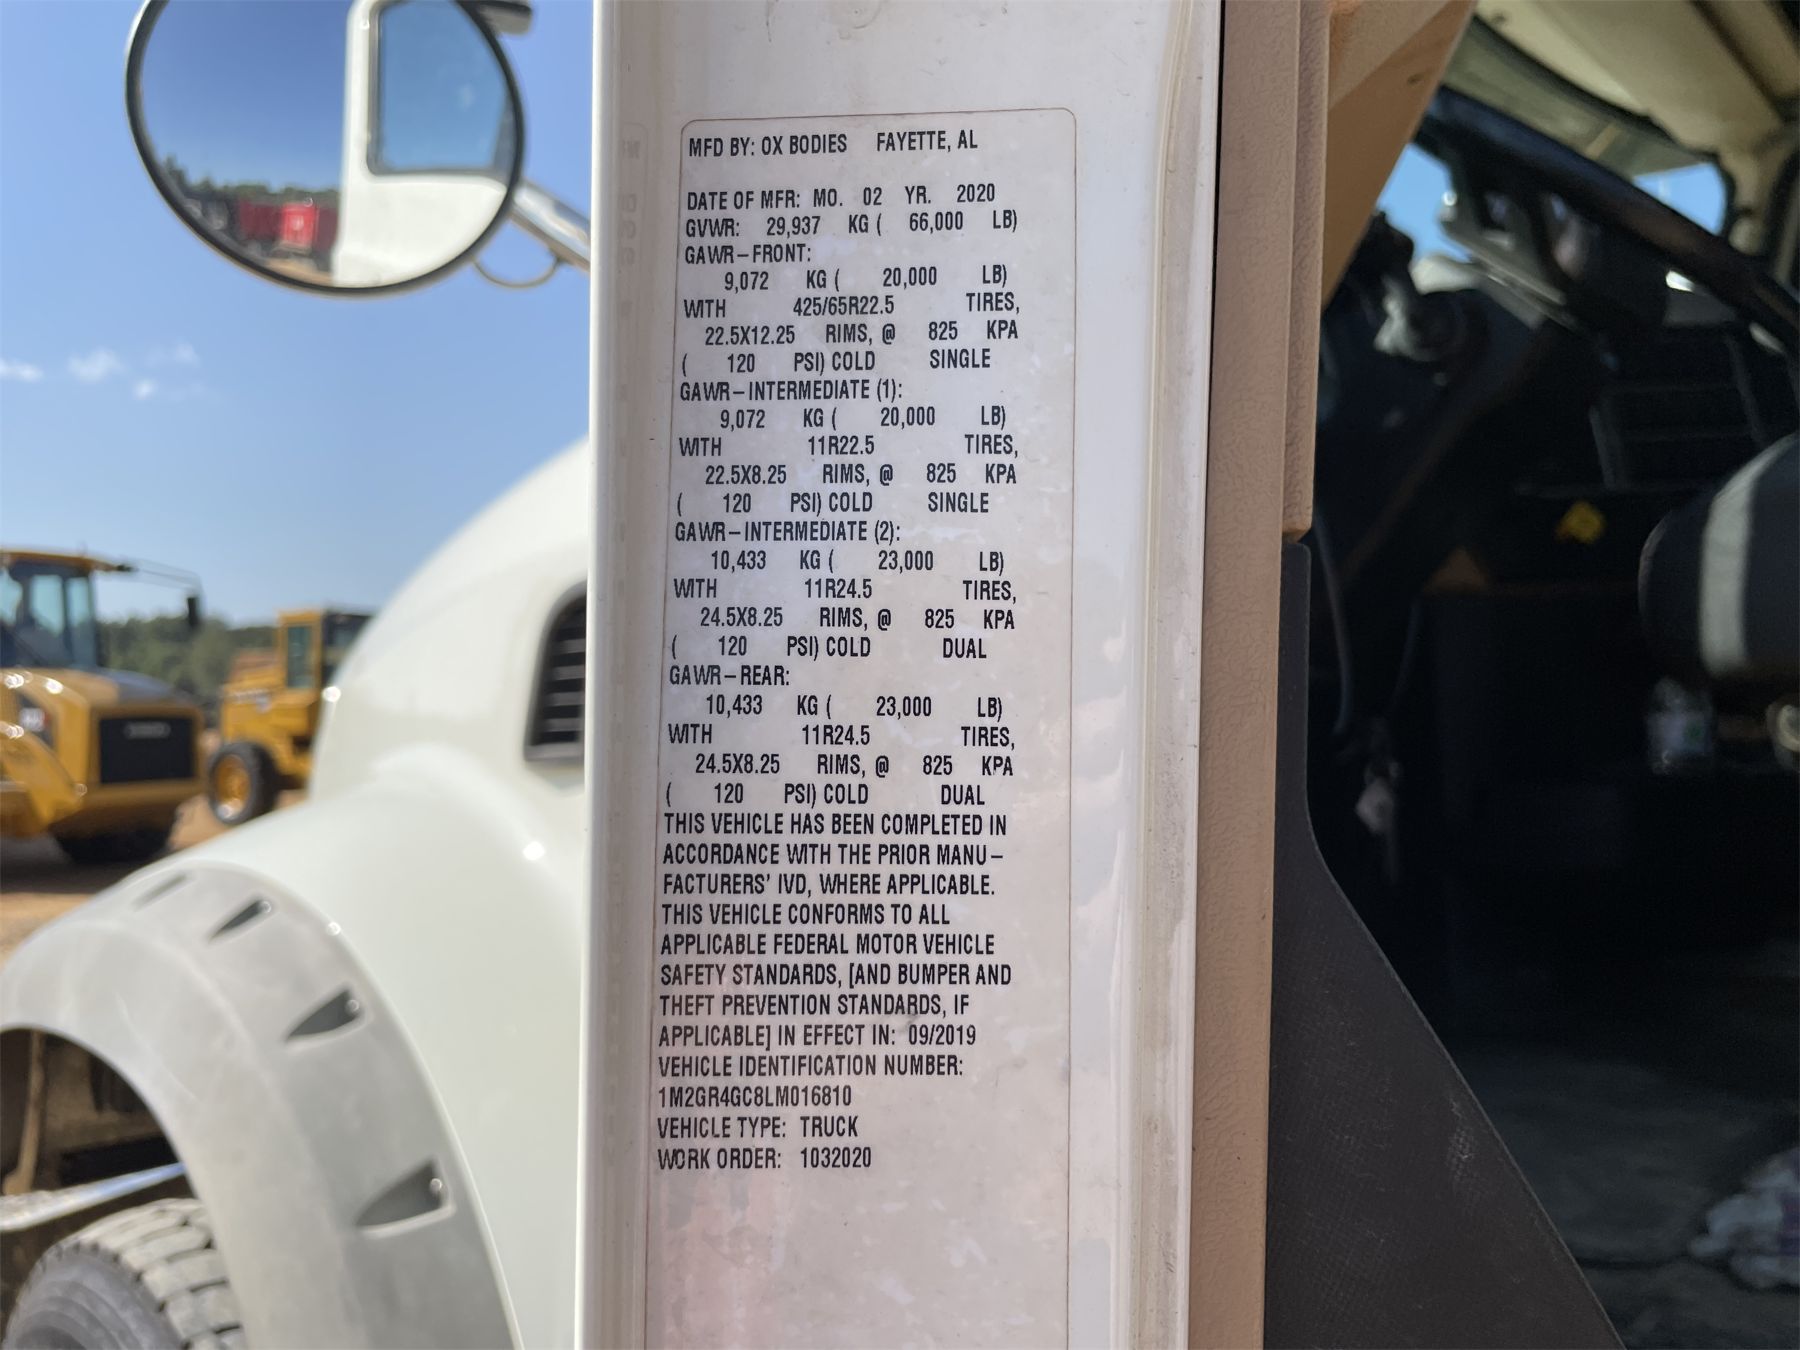 MFD BY: OX BODIES FAYETTE, AL
DATE OF MFR: MO. 02 YR. 2020
GVWR: 29,937 KG ( 66,000 LB)
GAWR-FRONT:
9,072 KG ( 20,000 LB)
WITH 425/65R22.5 TIRES,
22.5X12.25 RIMS, @ 825 KPA
( 120 PSI) COLD SINGLE
GAWR-INTERMEDIATE (1):
9,072 KG ( 20,000 LB)
WITH 11R22.5 TIRES,
22.5X8.25 RIMS, @ 825 KPA
( 120 PSI) COLD SINGLE
GAWR-INTERMEDIATE (2):
10,433 KG ( 23,000 LB)
WITH 11R24.5 TIRES,
24.5X8.25 RIMS, @ 825 KPA
( 120 PSI) COLD DUAL
GAWR-REAR:
10,433 KG ( 23,000 LB)
WITH 11R24.5 TIRES,
24.5X8.25 RIMS, @ 825 KPA
( 120 PSI) COLD DUAL
THIS VEHICLE HAS BEEN COMPLETED IN
ACCORDANCE WITH THE PRIOR MANU-
FACTURERS' IVD, WHERE APPLICABLE.
THIS VEHICLE CONFORMS TO ALL
APPLICABLE FEDERAL MOTOR VEHICLE
SAFETY STANDARDS, [AND BUMPER AND
THEFT PREVENTION STANDARDS, IF
APPLICABLE] IN EFFECT IN: 09/2019
VEHICLE IDENTIFICATION NUMBER:
1M2GR4GC8LM016810
VEHICLE TYPE: TRUCK
WORK ORDER: 1032020